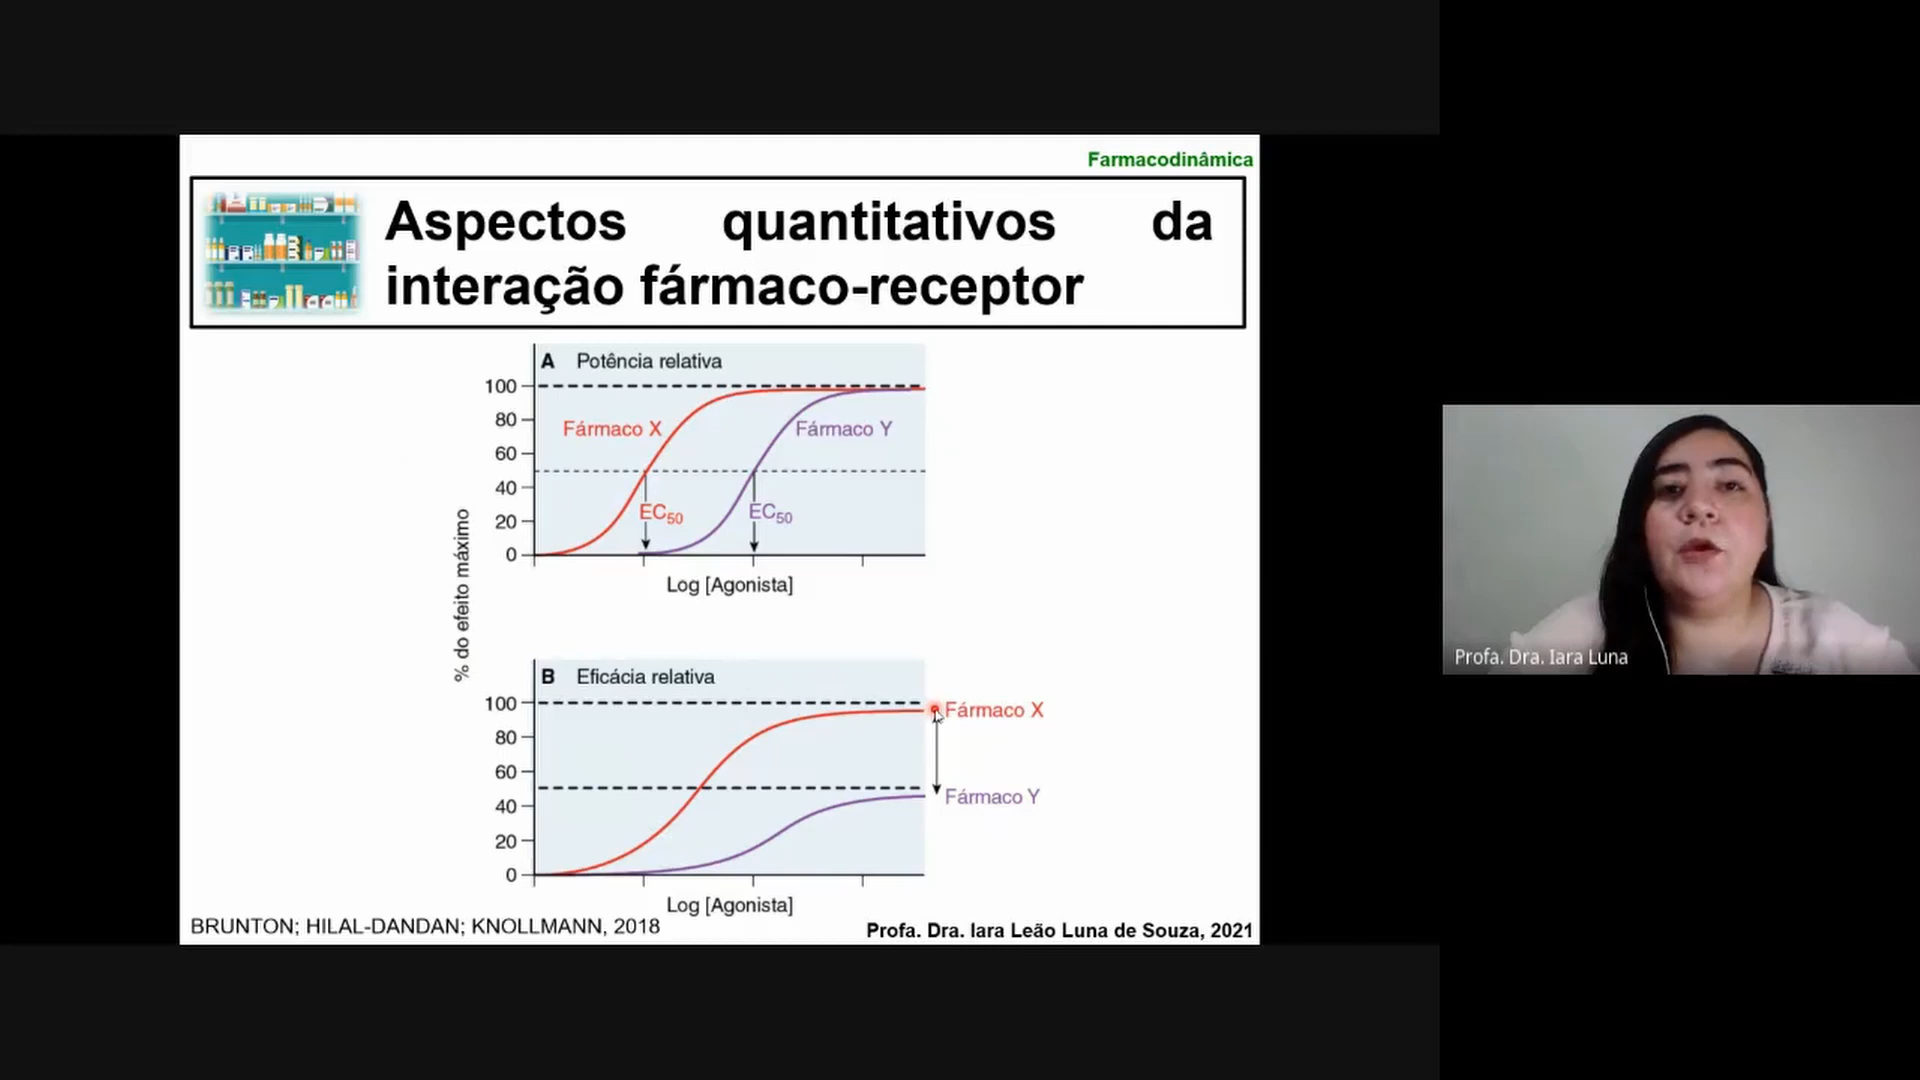 Farmacodinâmica
Aspectos quantitativos da
interação fármaco-receptor
A Potência relativa
100
80
60
40
20
0
Fármaco X
Fármaco Y
EC50
EC50
Log [Agonista]
% do efeito máximo
B Eficácia relativa
100
80
60
40
20
0
Fármaco X
Fármaco Y
Log [Agonista]
BRUNTON; HILAL-DANDAN; KNOLLMANN, 2018
Profa. Dra. Iara Leão Luna de Souza, 2021
Profa. Dra. Iara Luna